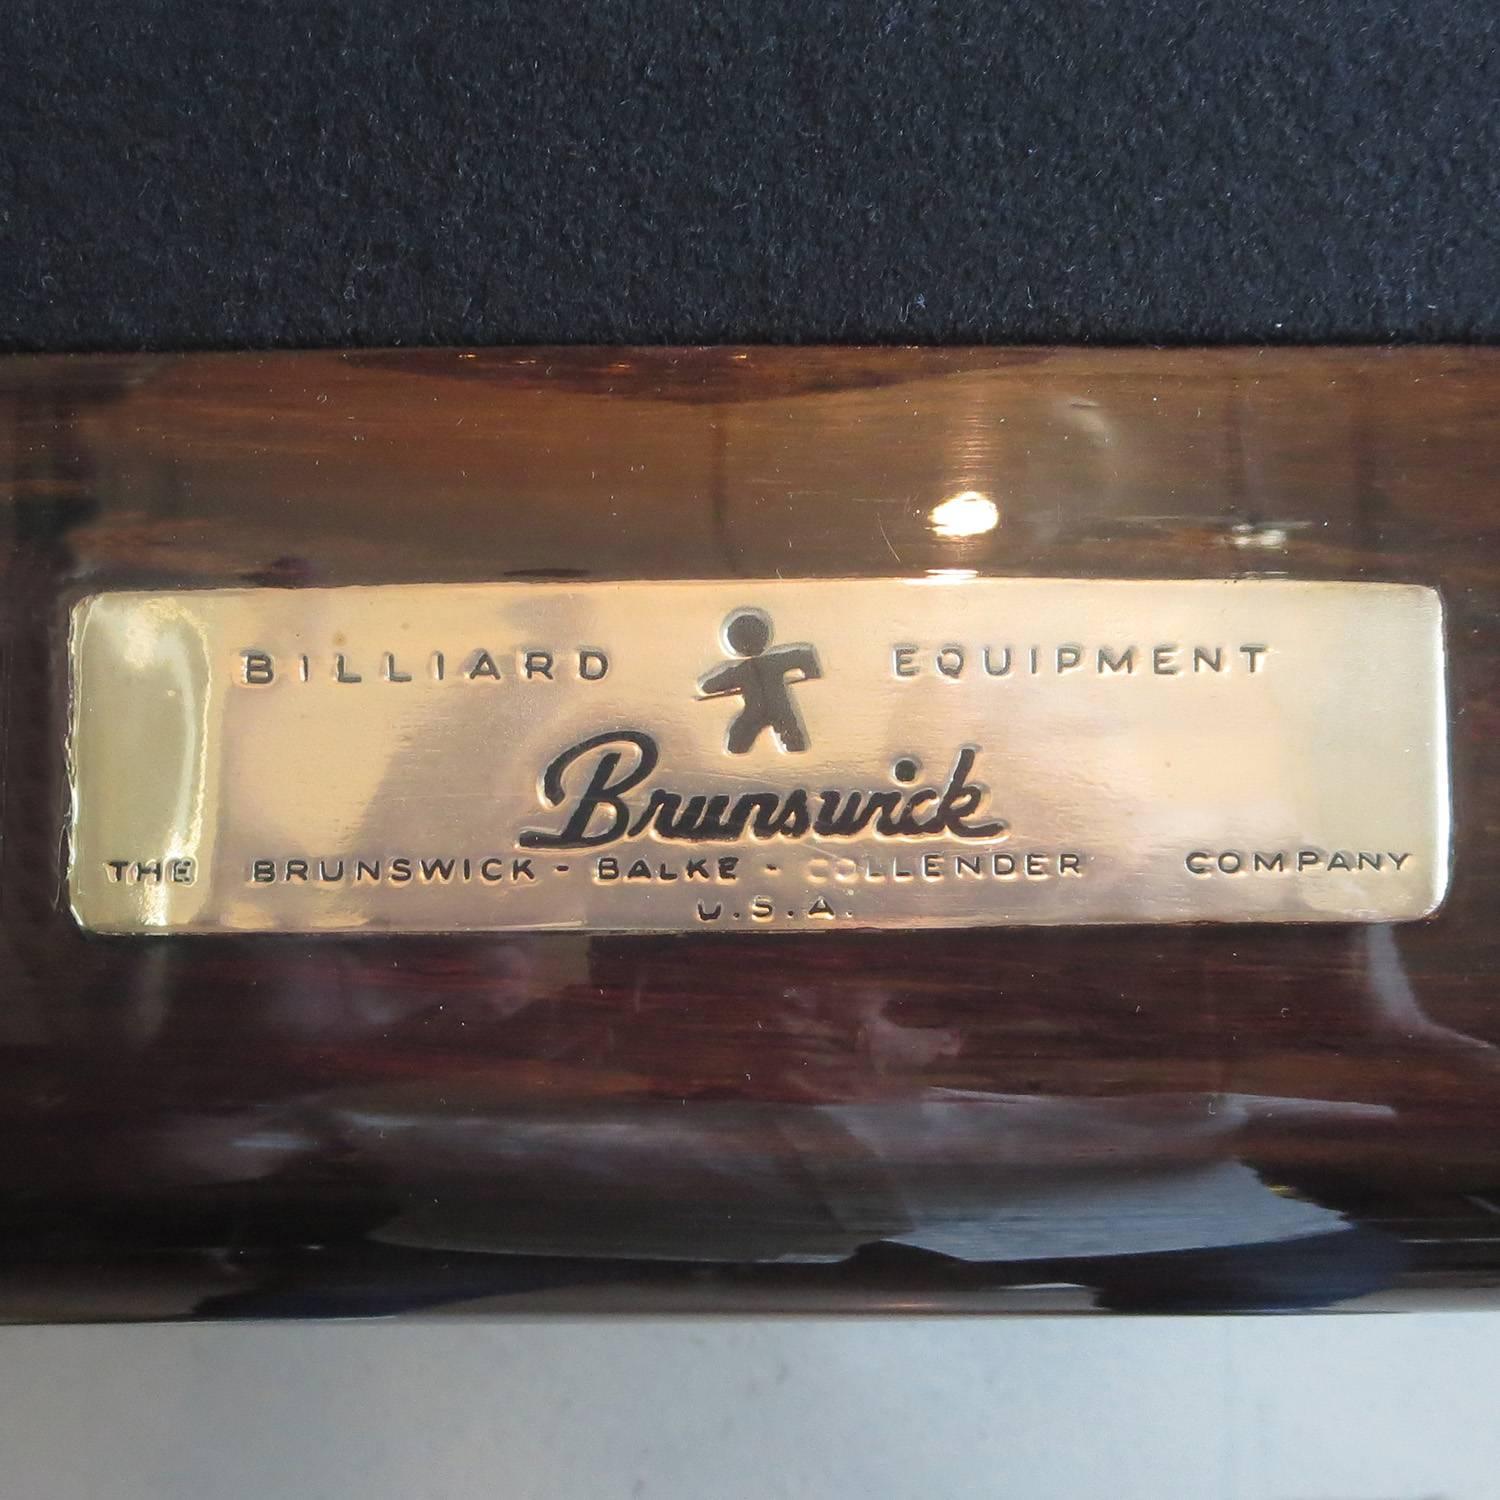 BILLIARD EQUIPMENT
Brunswick
THE BRUNSWICK - BALKE - COLLENDER COMPANY
U.S.A.